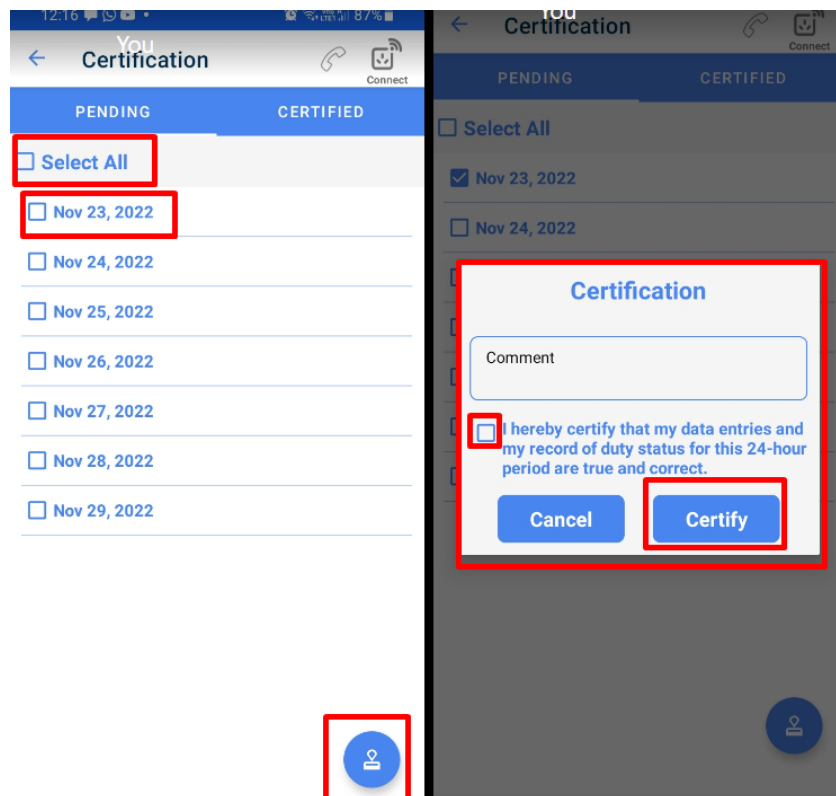 12:16
87%
You
Certification
Connect
PENDING
CERTIFIED
Select All
Nov 23, 2022
Nov 24, 2022
Nov 25, 2022
Nov 26, 2022
Nov 27, 2022
Nov 28, 2022
Nov 29, 2022
You
Certification
Connect
PENDING
CERTIFIED
Select All
Nov 23, 2022
Nov 24, 2022
Certification
Comment
I hereby certify that my data entries and
my record of duty status for this 24-hour
period are true and correct.
Cancel
Certify